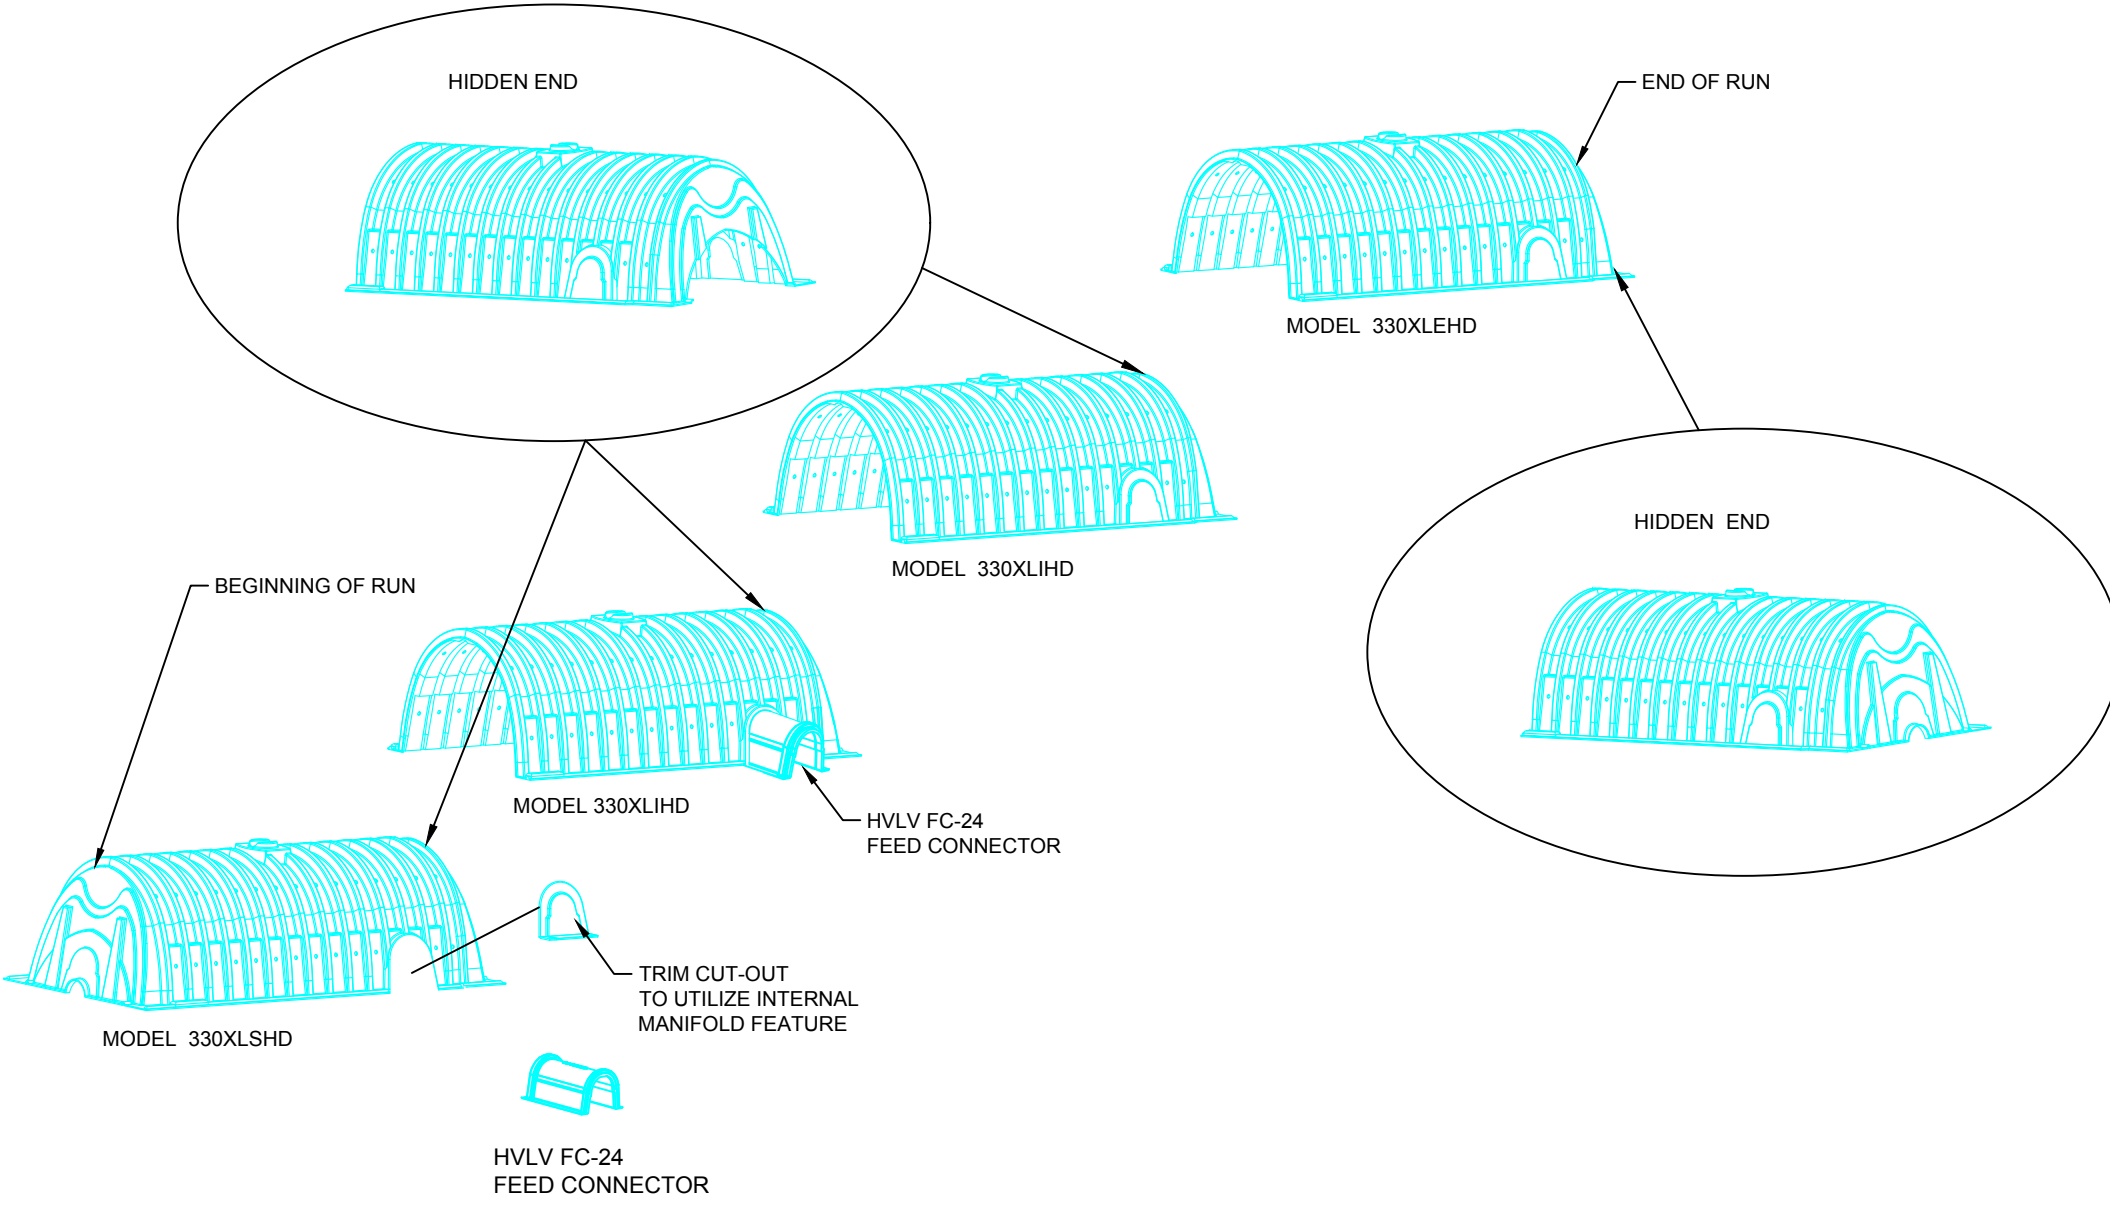 HIDDEN END
END OF RUN
MODEL 330XLEHD
HIDDEN END
MODEL 330XLIHD
BEGINNING OF RUN
MODEL 330XLIHD
HVLV FC-24
FEED CONNECTOR
TRIM CUT-OUT
TO UTILIZE INTERNAL
MANIFOLD FEATURE
MODEL 330XLSHD
HVLV FC-24
FEED CONNECTOR